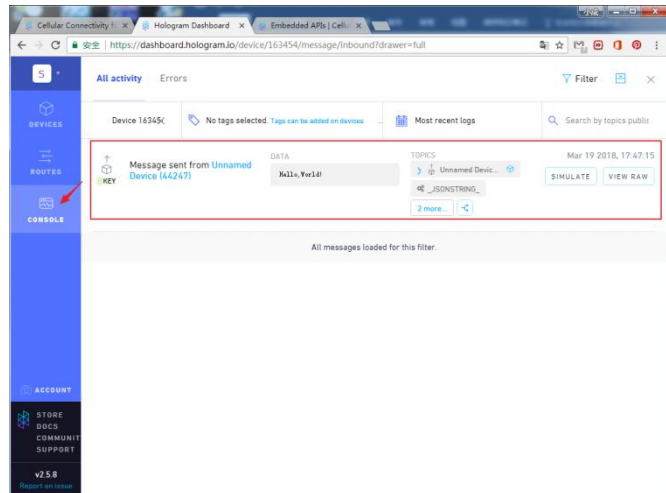 Cellular Connectivity f
Hologram Dashboard
Embedded APIs | Cellu
安全 | https://dashboard.hologram.io/device/163454/message/inbound?drawer=full
S
All activity
Errors
Filter
DEVICES
Device 16345(
No tags selected. Tags can be added on devices
Most recent logs
Search by topics publis
ROUTES
KEY
Message sent from Unnamed
Device (44247)
DATA
Hello, World!
TOPICS
Unnamed Devic...
_JSONSTRING_
2 more...
Mar 19 2018, 17:47:15
SIMULATE
VIEW RAW
CONSOLE
All messages loaded for this filter.
ACCOUNT
STORE
DOCS
COMMUNIT
SUPPORT
v2.5.8
Report an issue